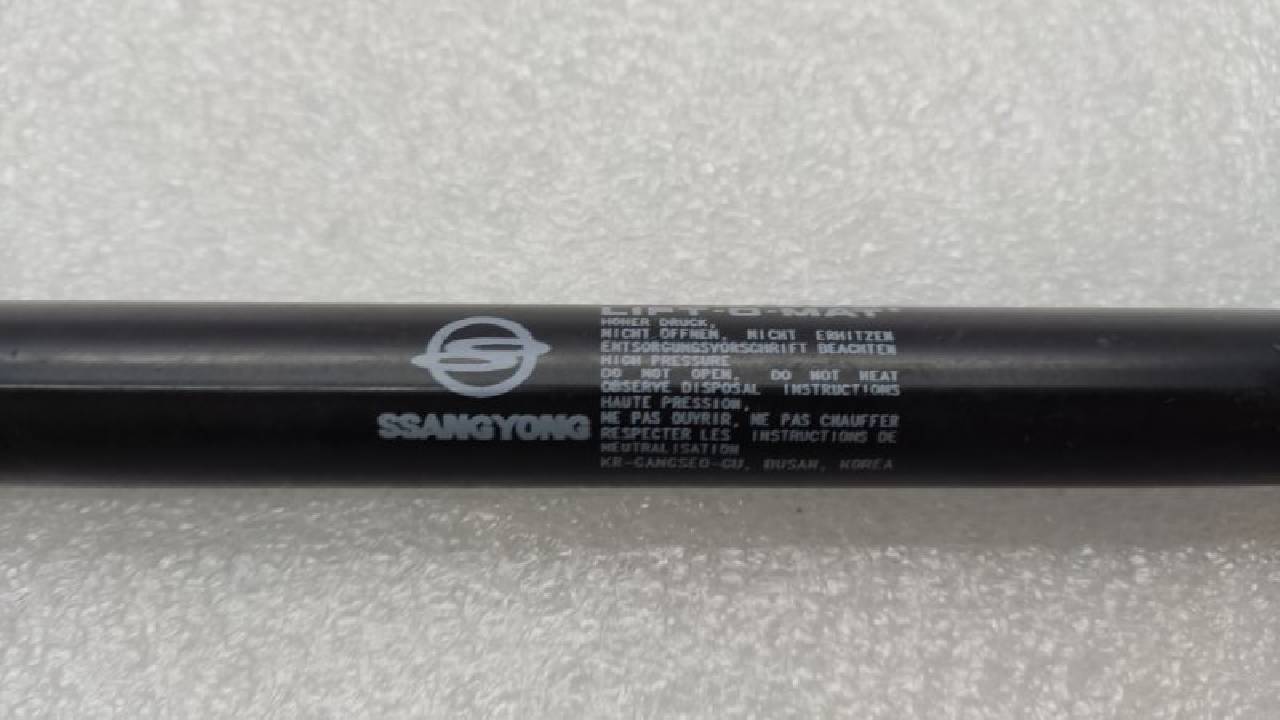 SSANGYONG
LIFT-O-MAT
HOHER DRUCK,
NICHT ÖFFNEN, NICHT ERHITZEN
ENTSORGUNGSVORSCHRIFT BEACHTEN
HIGH PRESSURE
DO NOT OPEN, DO NOT HEAT
OBSERVE DISPOSAL INSTRUCTIONS
HAUTE PRESSION,
NE PAS OUVRIR, NE PAS CHAUFFER
RESPECTER LES INSTRUCTIONS DE
NEUTRALISATION
KR-GANGSEO-GU, BUSAN, KOREA